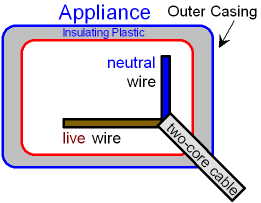 Appliance
Outer Casing
Insulating Plastic
neutral
wire
live wire
two-core cable